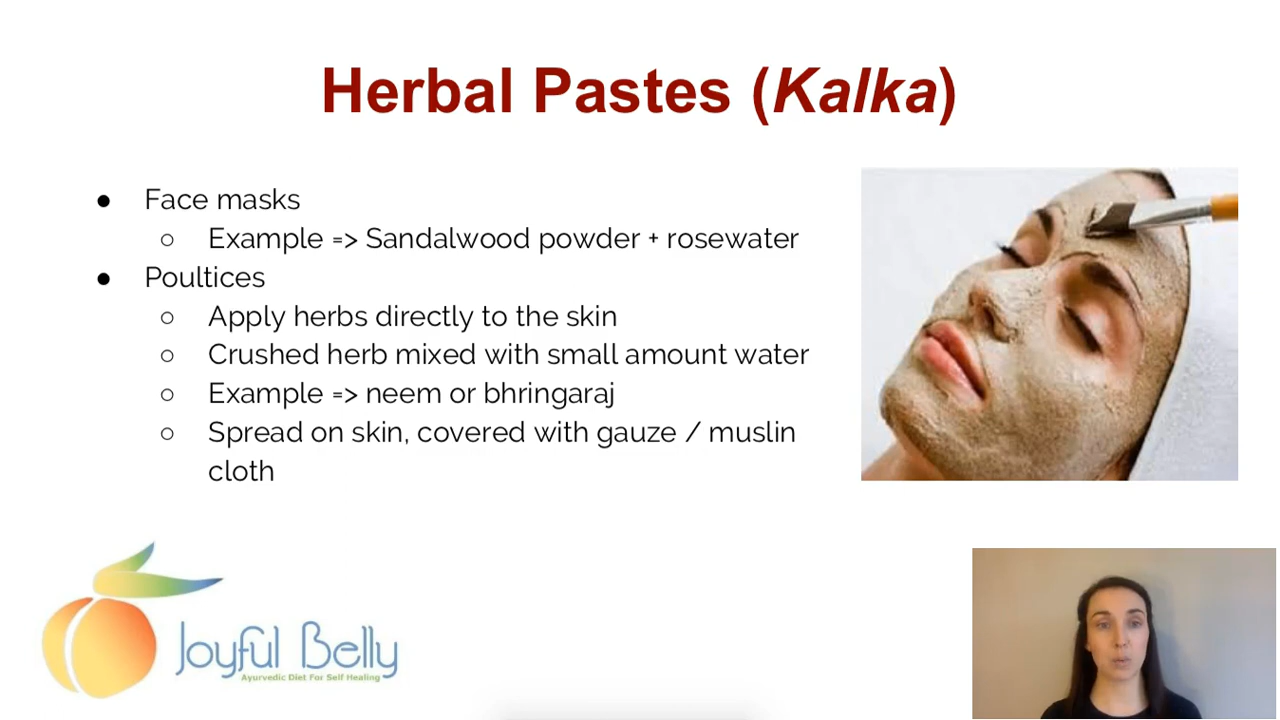 Herbal Pastes (Kalka)
● Face masks
○ Example => Sandalwood powder + rosewater
● Poultices
○ Apply herbs directly to the skin
○ Crushed herb mixed with small amount water
○ Example => neem or bhringaraj
○ Spread on skin, covered with gauze / muslin
cloth
Joyful Belly
Ayurvedic Diet For Self Healing